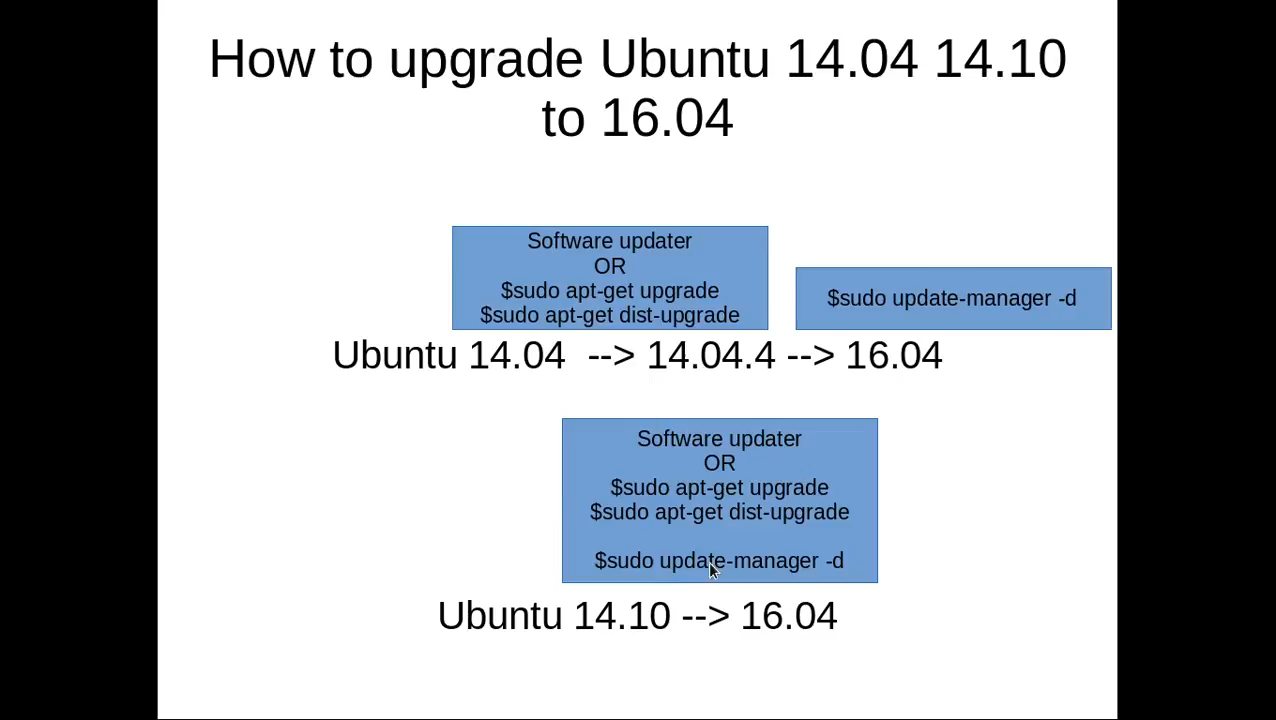 How to upgrade Ubuntu 14.04 14.10
to 16.04
Software updater
OR
$sudo apt-get upgrade
$sudo apt-get dist-upgrade
$sudo update-manager -d
Ubuntu 14.04 --> 14.04.4 --> 16.04
Software updater
OR
$sudo apt-get upgrade
$sudo apt-get dist-upgrade
$sudo update-manager -d
Ubuntu 14.10 --> 16.04